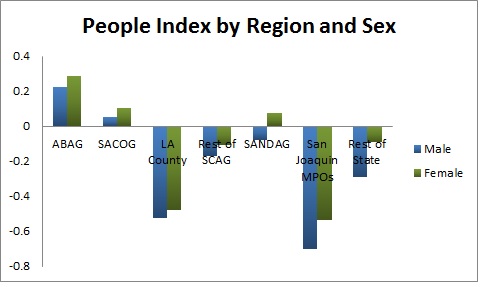 People Index by Region and Sex
0.4
0.2
0
-0.2
-0.4
-0.6
-0.8
ABAG
SACOG
LA
County
Rest of
SCAG
SANDAG
San
Joaquin
MPOs
Rest of
State
Male
Female